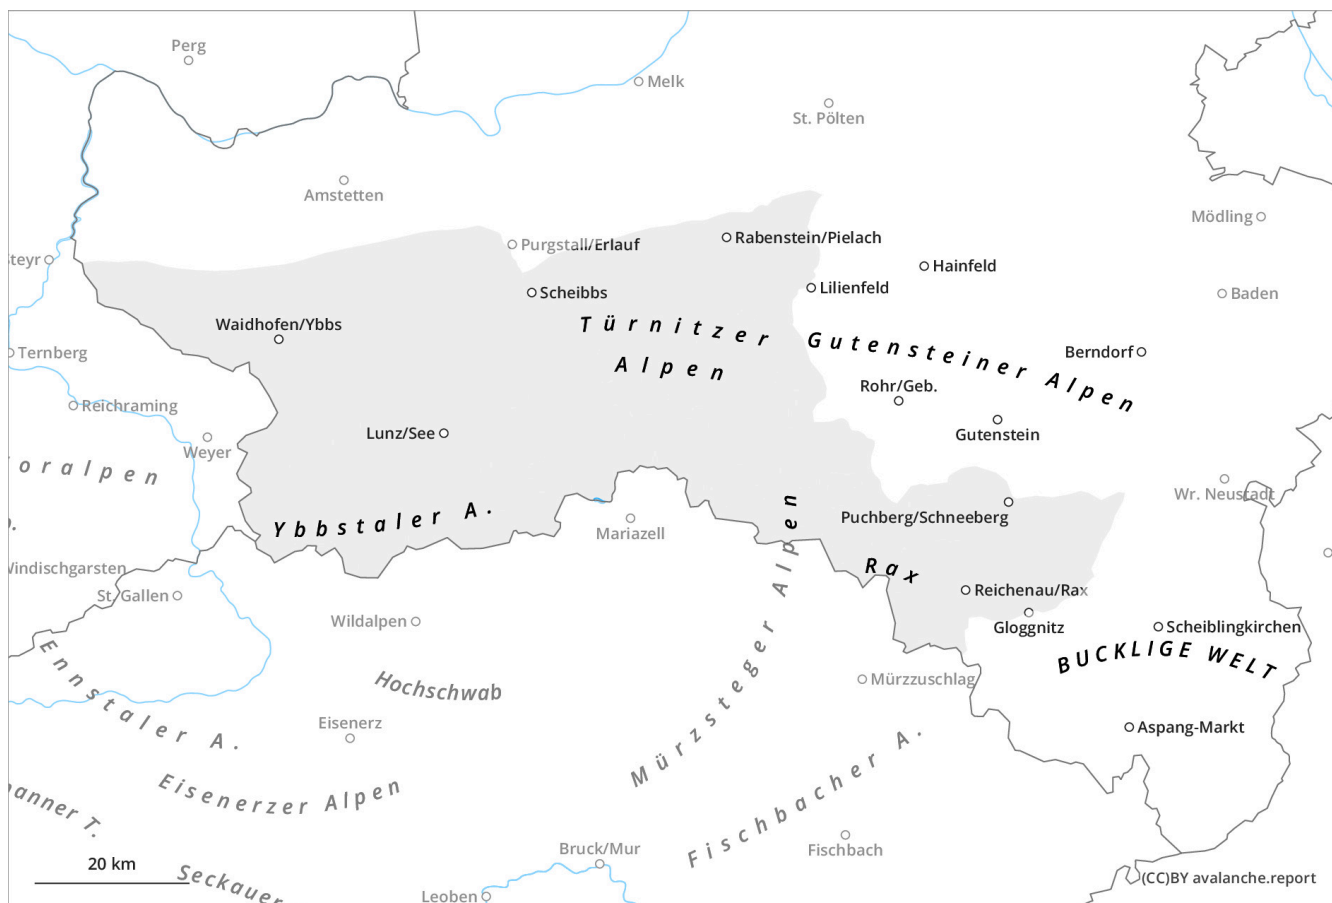 Perg
Melk
St. Pölten
Amstetten
Mödling
Purgstall/Erlauf
Rabenstein/Pielach
Hainfeld
Scheibbs
Lilienfeld
Baden
Waidhofen/Ybbs
Türnitzer
Alpen
Gutensteiner Alpen
Berndorf
Ternberg
Rohr/Geb.
Reichraming
Gutenstein
Lunz/See
Weyer
Wr. Neustadt
Ybbstaler A.
Mariazell
Puchberg/Schneeberg
Rax
St. Gallen
Reichenau/Rax
Wildalpen
Gloggnitz
Scheiblingkirchen
BUCKLIGE WELT
Ennstaler A.
Hochschwab
Mürzsteger Alpen
Mürzzuschlag
Eisenerz
Aspang-Markt
Eisenerzer Alpen
Fischbacher A.
Fischbach
Bruck/Mur
20 km
Seckauer
Leoben
(CC)BY avalanche.report